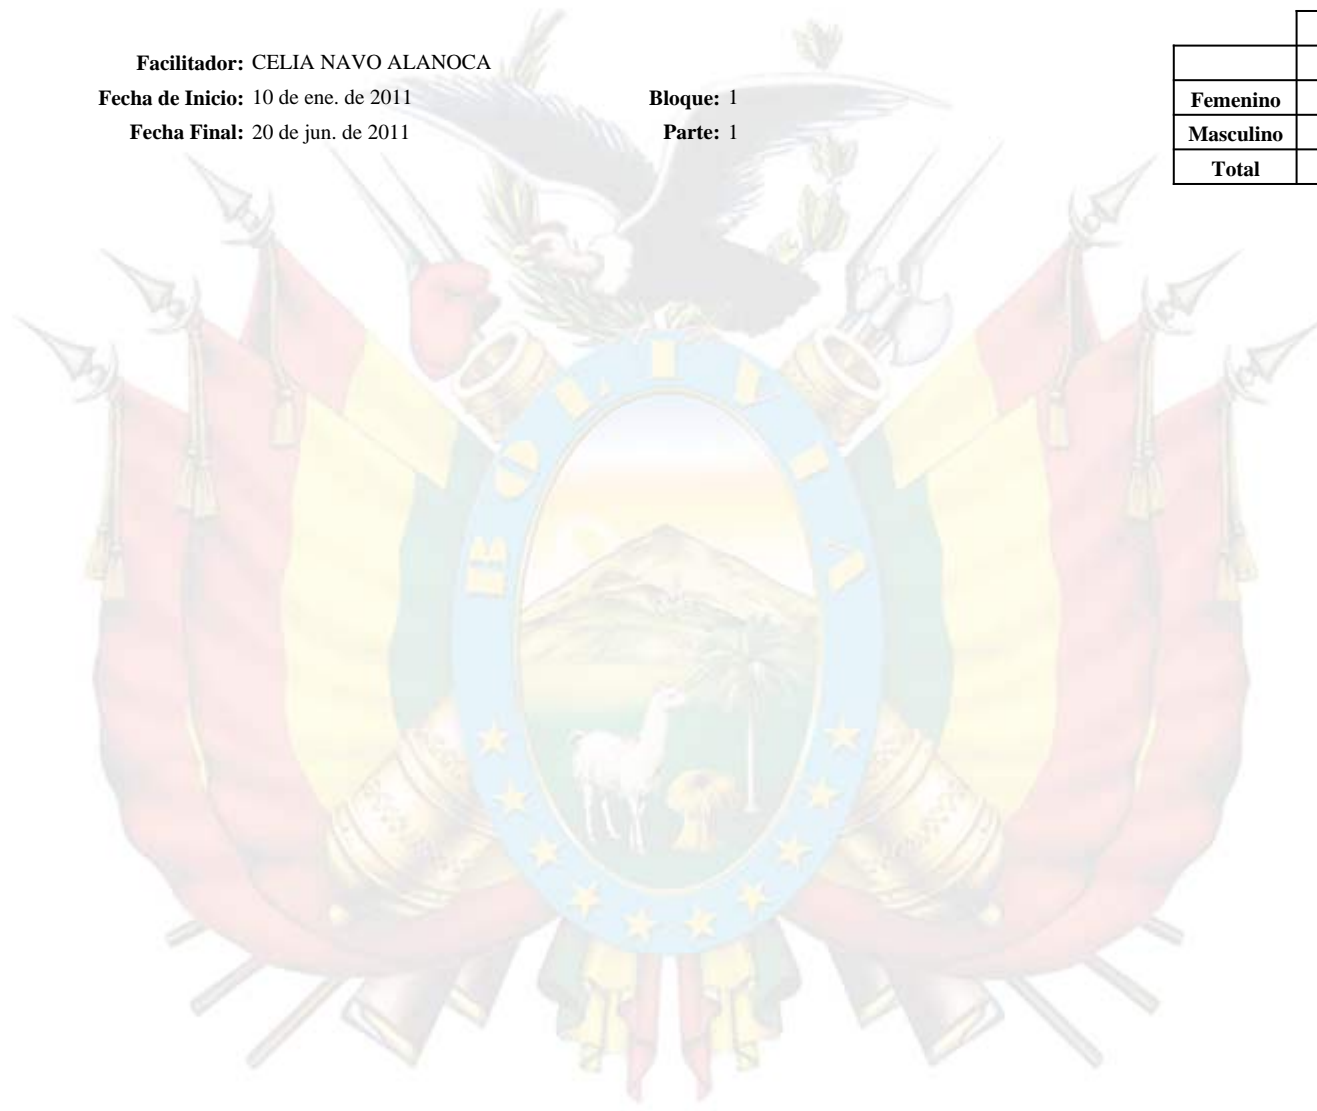 Facilitador: CELIA NAVO ALANOCA
Fecha de Inicio: 10 de ene. de 2011 Bloque: 1
Fecha Final: 20 de jun. de 2011 Parte: 1
Femenino
Masculino
Total
BOLIVIA